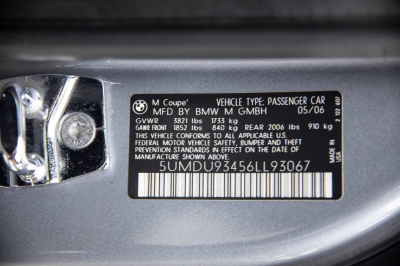 BMW
M Coupe' VEHICLE TYPE: PASSENGER CAR
MFD BY BMW M GMBH 05/06
GVWR 3821 lbs 1733 kg
GAWR FRONT 1852 lbs 840 kg REAR 2006 lbs 910 kg
THIS VEHICLE CONFORMS TO ALL APPLICABLE
FEDERAL MOTOR VEHICLE SAFETY, BUMPER, AND
THEFT PREVENTION STANDARDS IN EFFECT ON
THE DATE OF MANUFACTURE SHOWN ABOVE.
5UMDU93456LL93067
MADE IN
USA